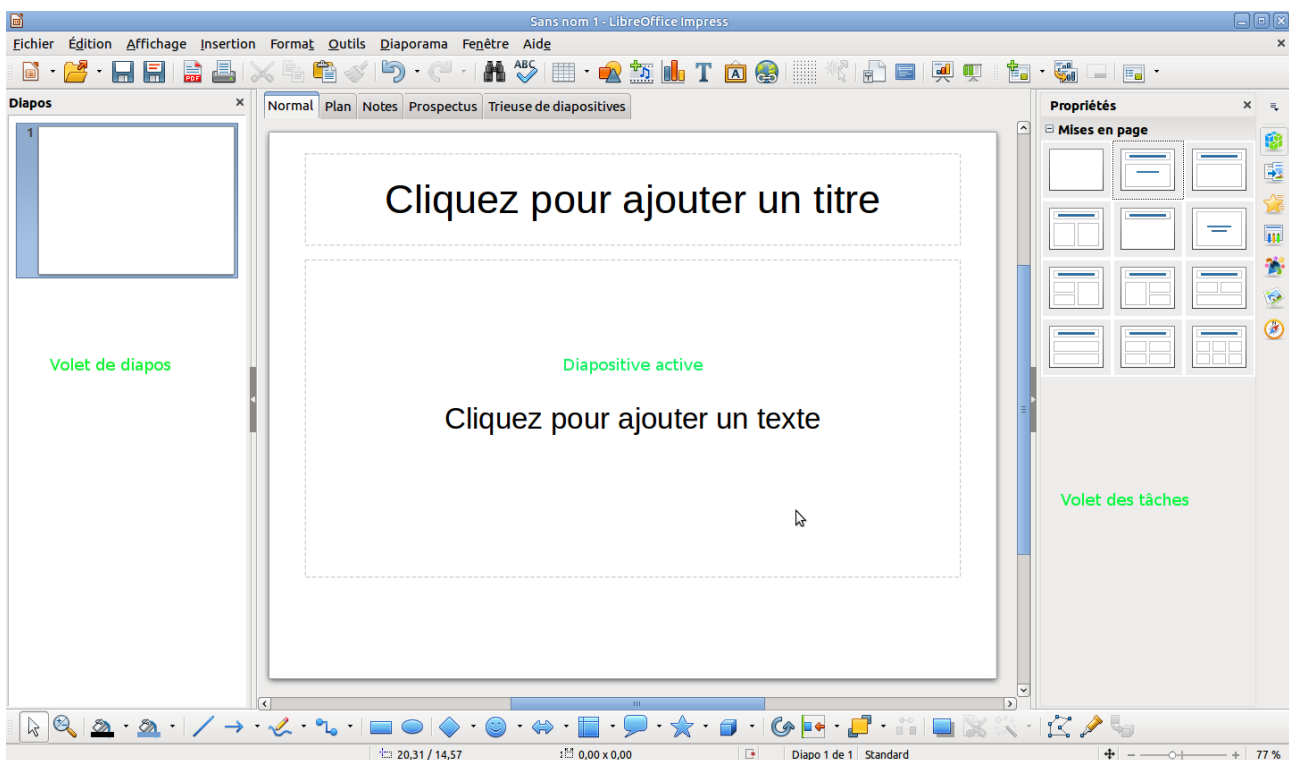 Sans nom 1 - LibreOffice Impress
Fichier Édition Affichage Insertion Format Outils Diaporama Fenêtre Aide
Diapos
Normal Plan Notes Prospectus Trieuse de diapositives
Propriétés
Mises en page
1
Cliquez pour ajouter un titre
Volet de diapos
Diapositive active
Cliquez pour ajouter un texte
Volet des tâches
20,31 / 14,57 0,00 x 0,00 Diapo 1 de 1 Standard 77 %